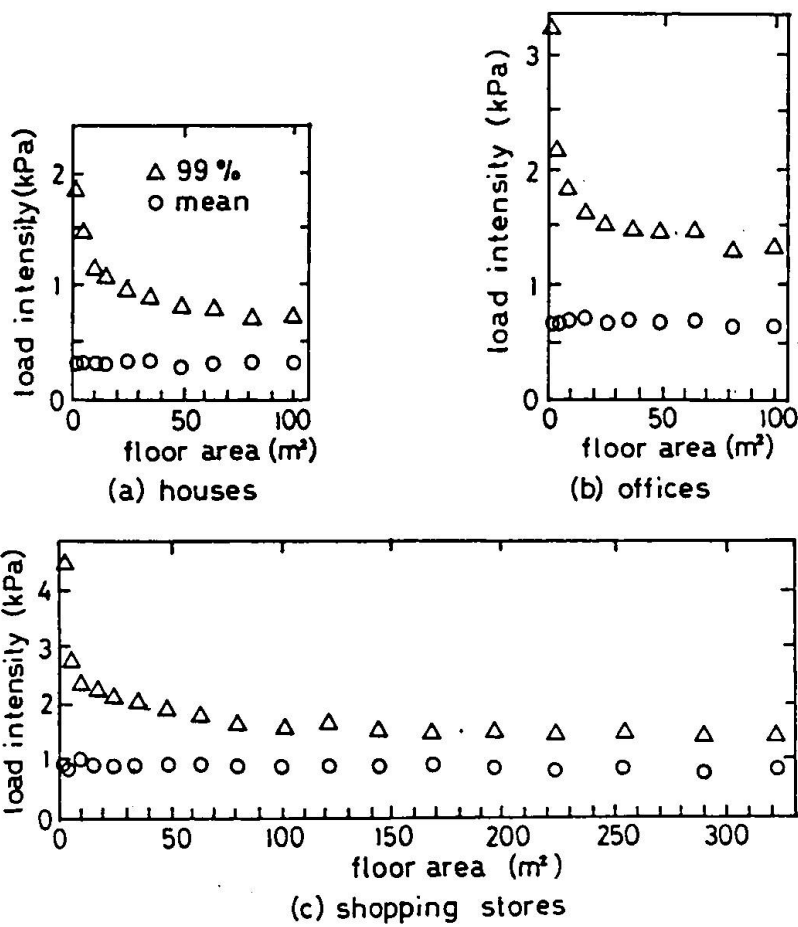 load intensity (kPa)
2
1
0
△ 99%
○ mean
0 50 100
floor area (m²)
(a) houses
load intensity (kPa)
3
2
1
0
0 50 100
floor area (m²)
(b) offices
load intensity (kPa)
4
3
2
1
0
0 50 100 150 200 250 300
floor area (m²)
(c) shopping stores